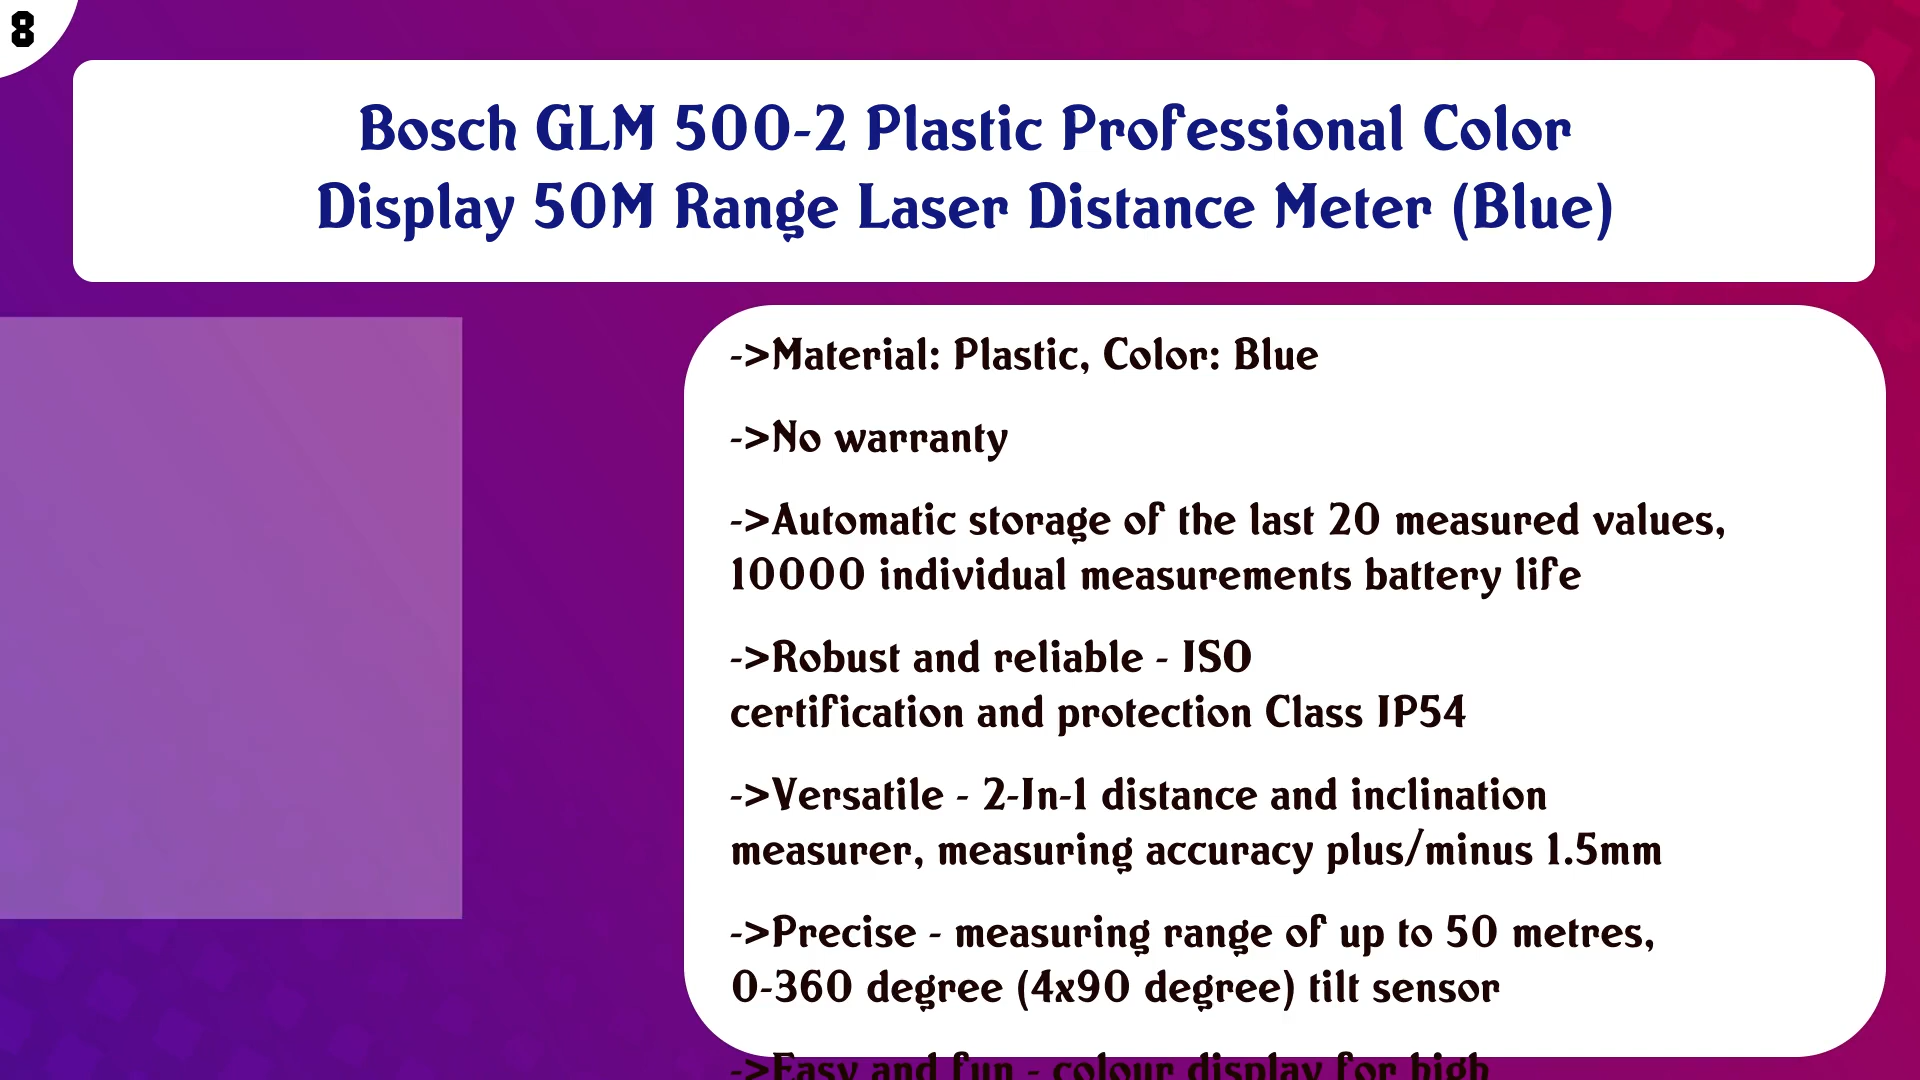 8
Bosch GLM 500-2 Plastic Professional Color
Display 50M Range Laser Distance Meter (Blue)
->Material: Plastic, Color: Blue
->No warranty
->Automatic storage of the last 20 measured values,
10000 individual measurements battery life
->Robust and reliable - ISO
certification and protection Class IP54
->Versatile - 2-In-1 distance and inclination
measurer, measuring accuracy plus/minus 1.5mm
->Precise - measuring range of up to 50 metres,
0-360 degree (4x90 degree) tilt sensor
->Easy and fun - colour display for high